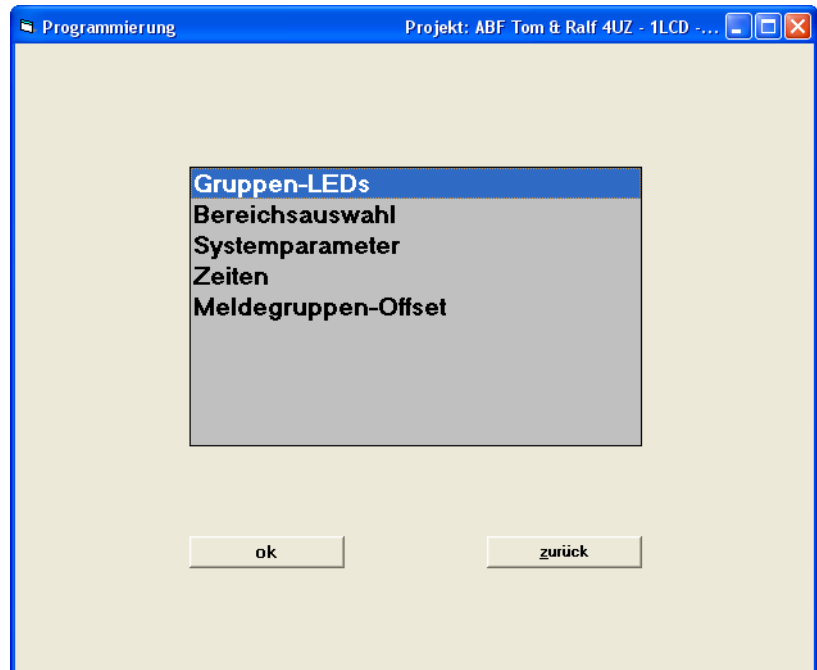 Programmierung Projekt: ABF Tom & Ralf 4UZ - 1LCD -...
Gruppen-LEDs
Bereichsauswahl
Systemparameter
Zeiten
Meldegruppen-Offset
ok zurück